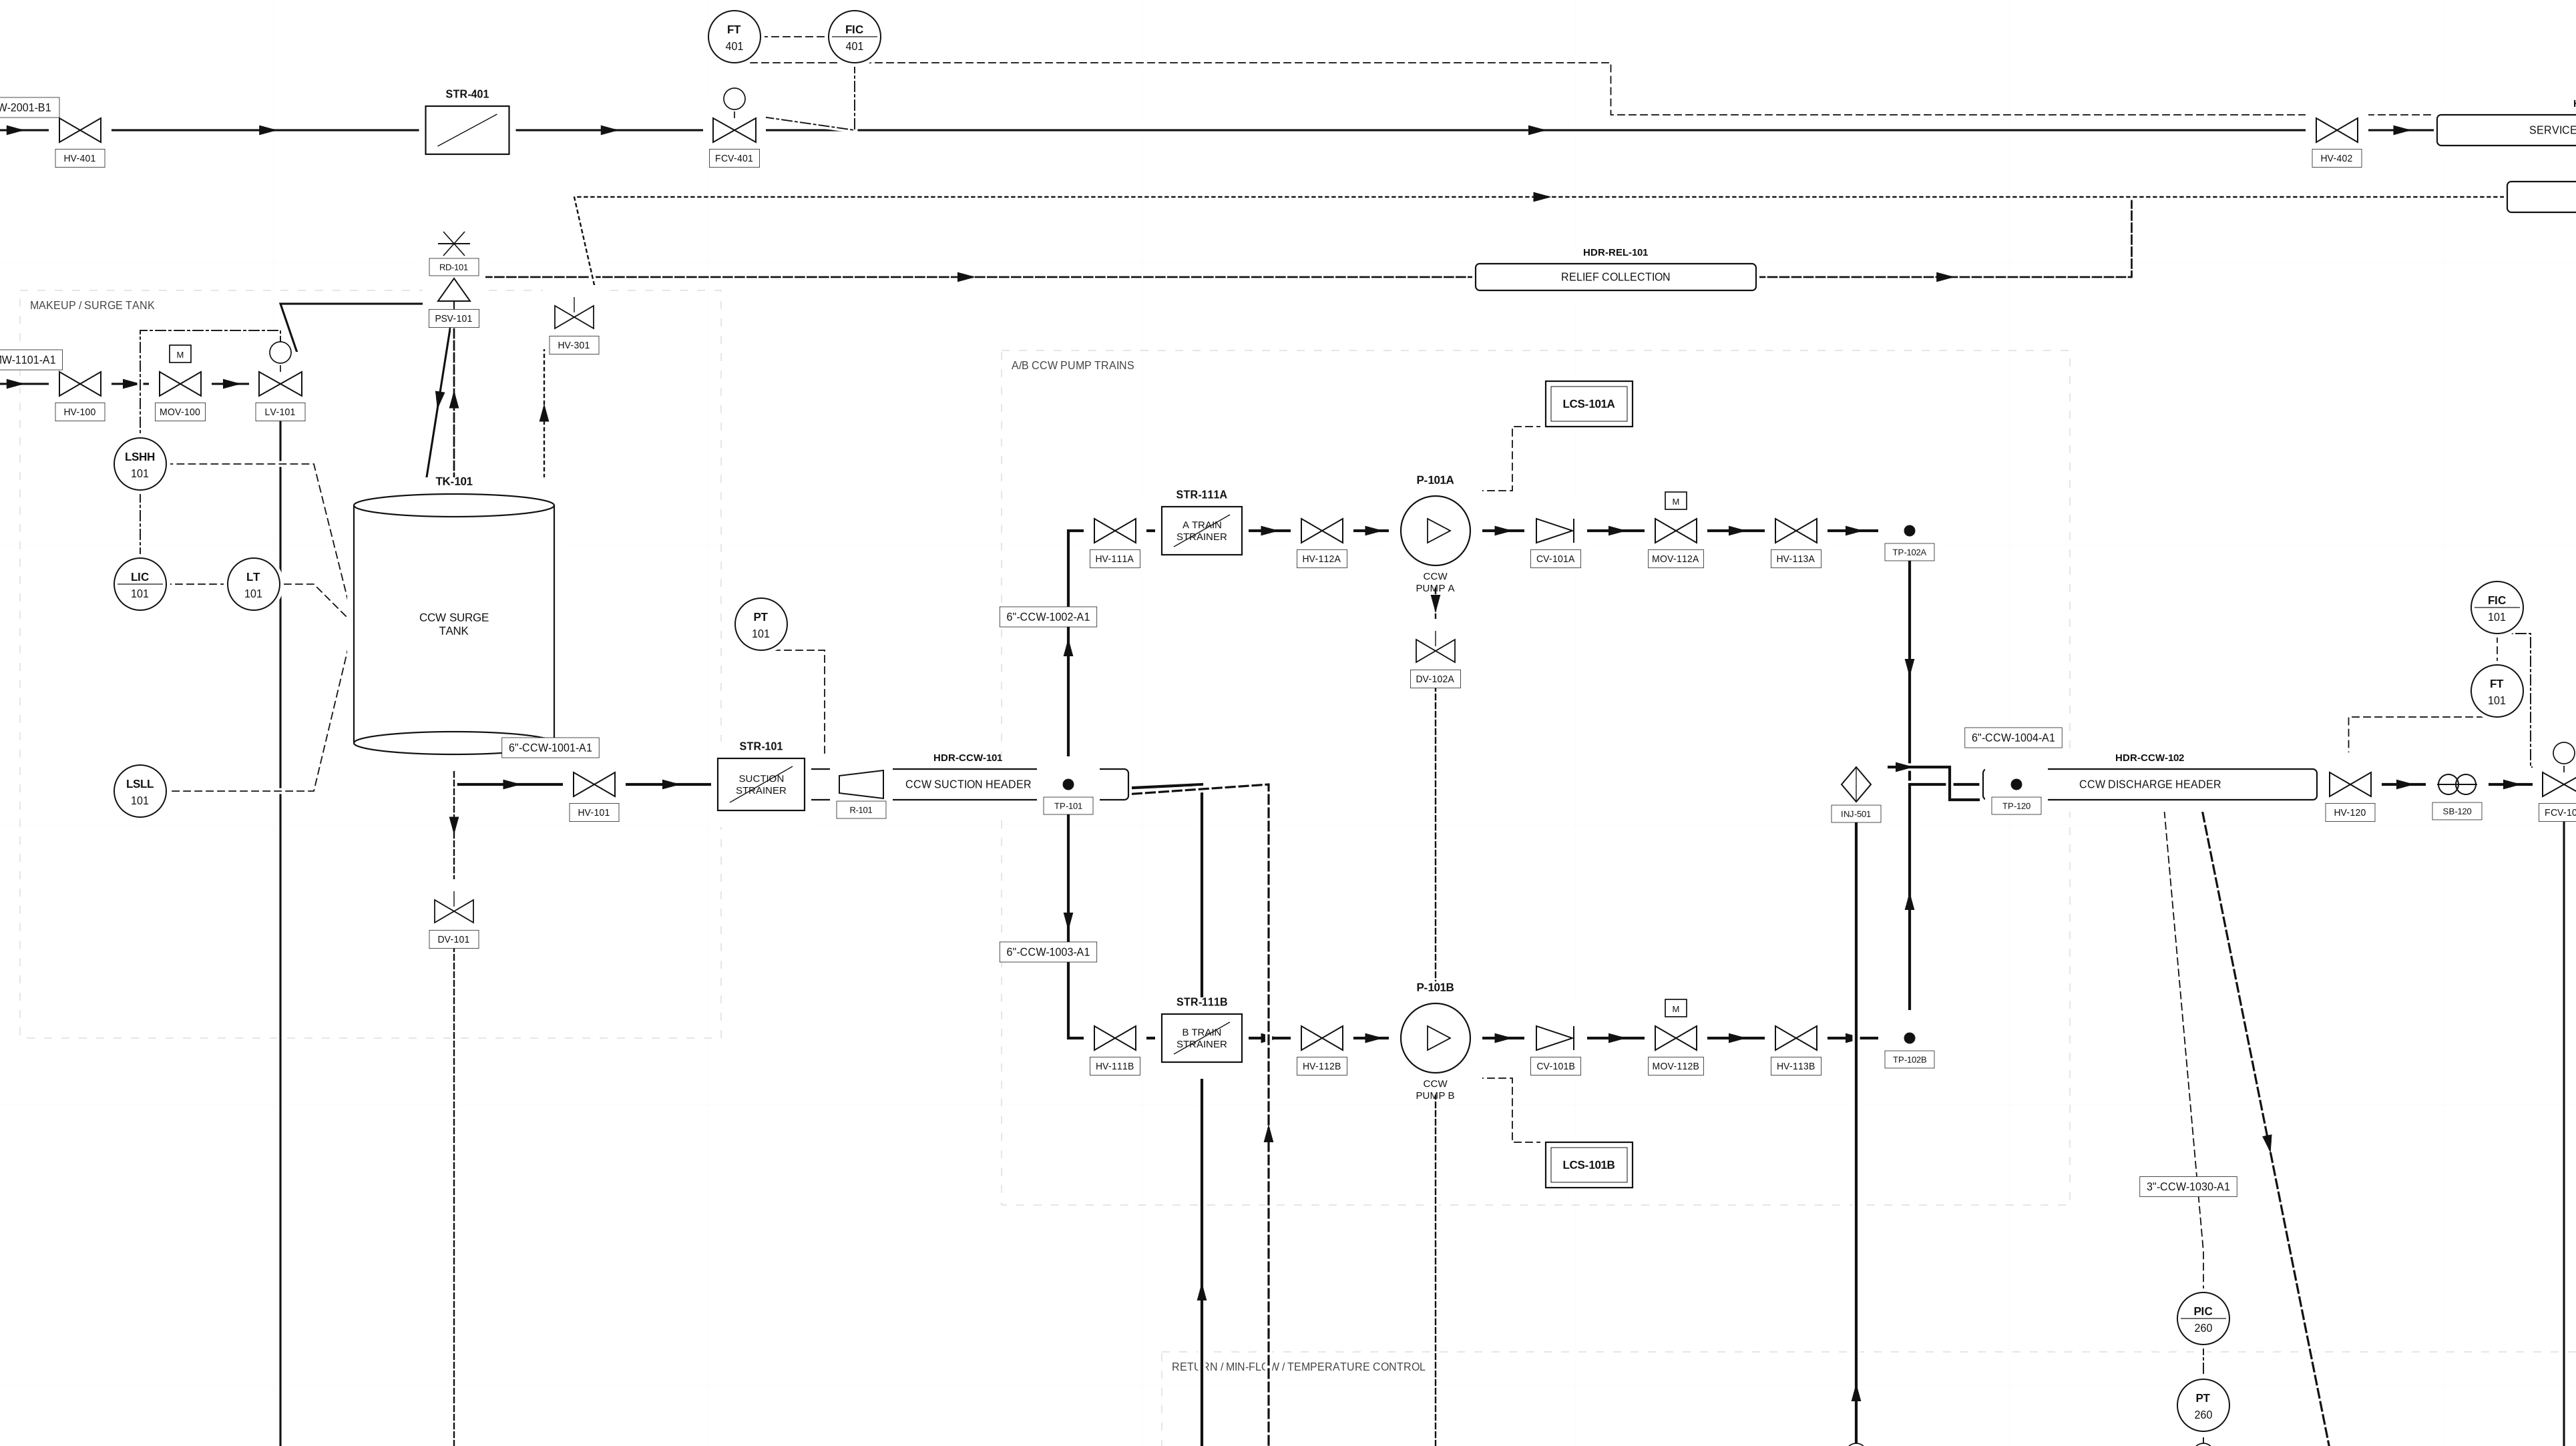 FT
401
FIC
401
W-2001-B1
STR-401
HV-401
FCV-401
HV-402
SERVICE
HDR-REL-101
RELIEF COLLECTION
RD-101
PSV-101
MAKEUP / SURGE TANK
HV-301
M
W-1101-A1
HV-100
MOV-100
LV-101
A/B CCW PUMP TRAINS
LCS-101A
LSHH
101
TK-101
CCW SURGE
TANK
LIC
101
LT
101
LSLL
101
PT
101
P-101A
STR-111A
A TRAIN
STRAINER
M
HV-111A
HV-112A
CV-101A
MOV-112A
HV-113A
TP-102A
CCW
PUMP A
6"-CCW-1002-A1
DV-102A
FIC
101
FT
101
6"-CCW-1001-A1
STR-101
SUCTION
STRAINER
HV-101
R-101
HDR-CCW-101
CCW SUCTION HEADER
TP-101
INJ-501
6"-CCW-1004-A1
HDR-CCW-102
CCW DISCHARGE HEADER
TP-120
HV-120
SB-120
FCV-10
DV-101
6"-CCW-1003-A1
P-101B
STR-111B
B TRAIN
STRAINER
M
HV-111B
HV-112B
CV-101B
MOV-112B
HV-113B
TP-102B
CCW
PUMP B
LCS-101B
3"-CCW-1030-A1
PIC
260
RETURN / MIN-FLOW / TEMPERATURE CONTROL
PT
260